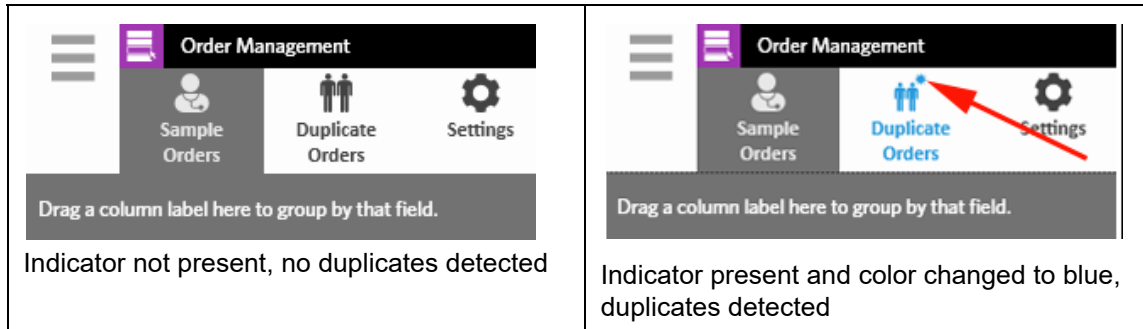 Order Management
Sample
Orders
Duplicate
Orders
Settings
Drag a column label here to group by that field.
Indicator not present, no duplicates detected
Order Management
Sample
Orders
Duplicate
Orders
Settings
Drag a column label here to group by that field.
Indicator present and color changed to blue,
duplicates detected